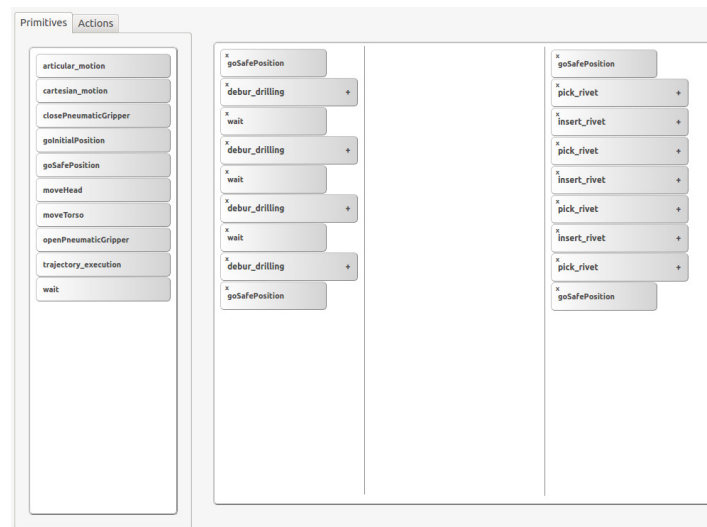 Primitives Actions
articular_motion
cartesian_motion
closePneumaticGripper
goInitialPosition
goSafePosition
moveHead
moveTorso
openPneumaticGripper
trajectory_execution
wait
x
goSafePosition
x
debur_drilling +
x
wait
x
debur_drilling +
x
wait
x
debur_drilling +
x
wait
x
debur_drilling +
x
goSafePosition
x
goSafePosition
x
pick_rivet +
x
insert_rivet +
x
pick_rivet +
x
insert_rivet +
x
pick_rivet +
x
insert_rivet +
x
pick_rivet +
x
goSafePosition